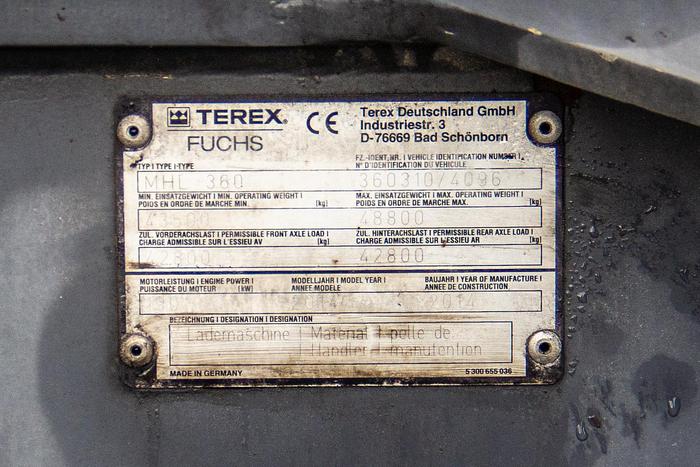 TEREX®
FUCHS
CE
Terex Deutschland GmbH
Industriestr. 3
D-76669 Bad Schönborn
TYP I TYPE I TYPE
FZ.-IDENT.NR. I VEHICLE IDENTIFICATION NUMBER I
N° D'IDENTIFICATION DU VEHICULE
MHL 360
MIN. EINSATZGEWICHT I MIN. OPERATING WEIGHT I
POIDS EN ORDRE DE MARCHE MIN. [kg]
MAX. EINSATZGEWICHT I MAX. OPERATING WEIGHT I
POIDS EN ORDRE DE MARCHE MAX. [kg]
48800
ZUL. VORDERACHSLAST I PERMISSIBLE FRONT AXLE LOAD I
CHARGE ADMISSIBLE SUR L'ESSIEU AV [kg]
ZUL. HINTERACHSLAST I PERMISSIBLE REAR AXLE LOAD I
CHARGE ADMISSIBLE SUR L'ESSIEU AR [kg]
42800
MOTORLEISTUNG I ENGINE POWER I
PUISSANCE DU MOTEUR [kW]
MODELLJAHR I MODEL YEAR I
ANNEE MODELE
BAUJAHR I YEAR OF MANUFACTURE I
ANNEE DE CONSTRUCTION
BEZEICHNUNG I DESIGNATION I DESIGNATION
Lademaschine Material pelle de
Handler manutention
MADE IN GERMANY
5 300 655 036